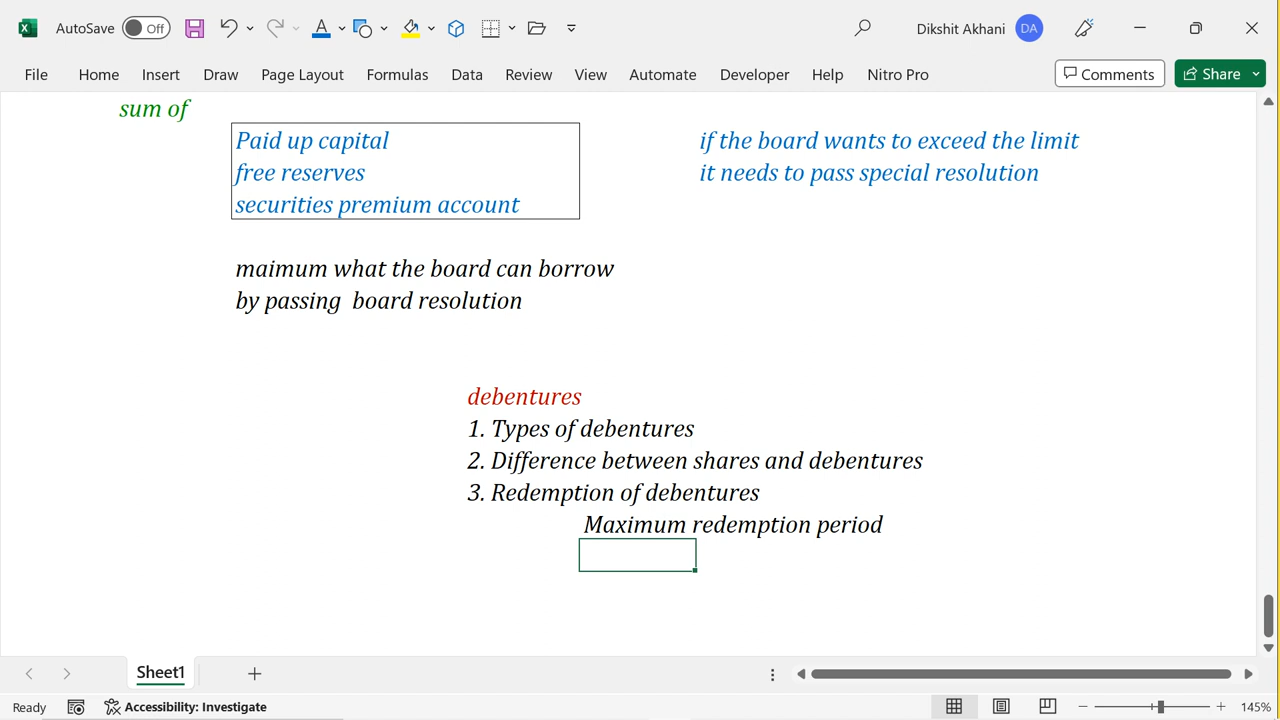 AutoSave Off
Dikshit Akhani DA
File Home Insert Draw Page Layout Formulas Data Review View Automate Developer Help Nitro Pro Comments Share
sum of
Paid up capital if the board wants to exceed the limit
free reserves it needs to pass special resolution
securities premium account
maimum what the board can borrow
by passing board resolution
debentures
1. Types of debentures
2. Difference between shares and debentures
3. Redemption of debentures
Maximum redemption period
Sheet1
Ready Accessibility: Investigate 145%